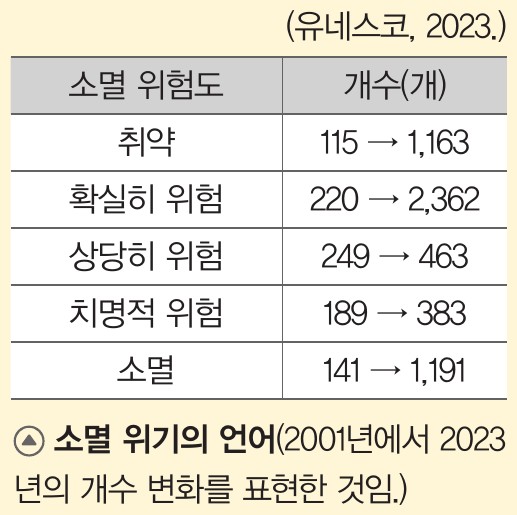 (유네스코, 2023.)
소멸 위험도 개수(개)
취약 115 → 1,163
확실히 위험 220 → 2,362
상당히 위험 249 → 463
치명적 위험 189 → 383
소멸 141 → 1,191
▲ 소멸 위기의 언어(2001년에서 2023
년의 개수 변화를 표현한 것임.)